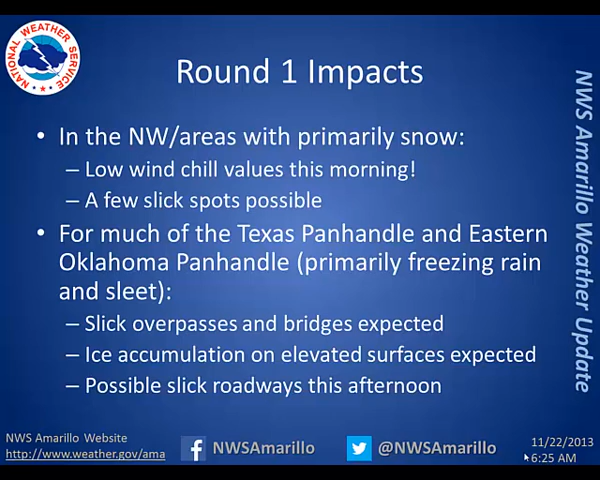 NATIONAL WEATHER SERVICE
Round 1 Impacts
• In the NW/areas with primarily snow:
– Low wind chill values this morning!
– A few slick spots possible
• For much of the Texas Panhandle and Eastern
Oklahoma Panhandle (primarily freezing rain
and sleet):
– Slick overpasses and bridges expected
– Ice accumulation on elevated surfaces expected
– Possible slick roadways this afternoon
NWS Amarillo Weather Update
NWS Amarillo Website
http://www.weather.gov/ama
NWSAmarillo
@NWSAmarillo
11/22/2013
6:25 AM